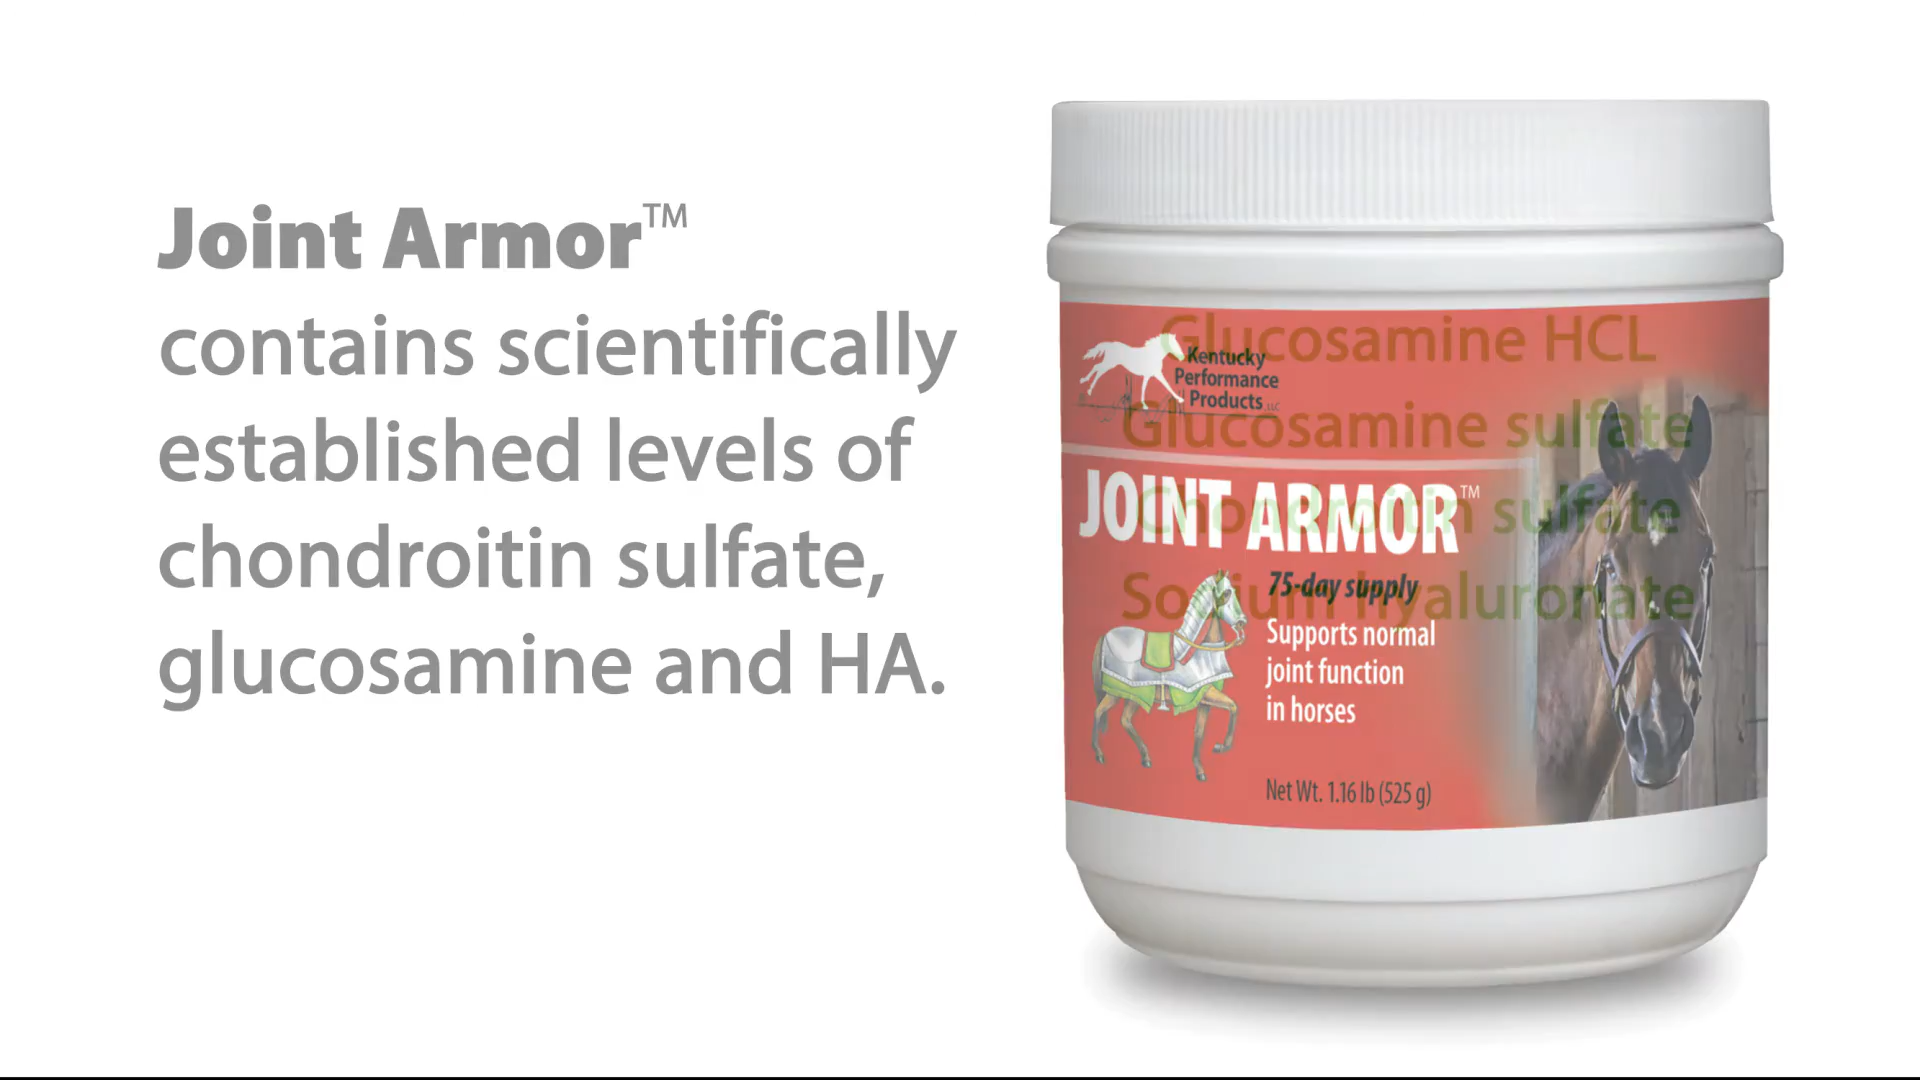 Joint Armor™
contains scientifically
established levels of
chondroitin sulfate,
glucosamine and HA.
Glucosamine HCL
Glucosamine sulfate
Chondroitin sulfate
Sodium hyaluronate
Kentucky
Performance
Products LLC
JOINT ARMOR™
75-day supply
Supports normal
joint function
in horses
Net Wt. 1.16 lb (525 g)